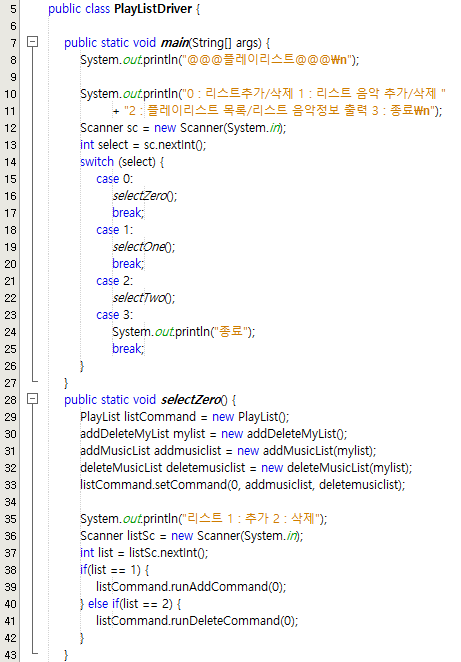 5 public class PlayListDriver {
6
7 public static void main(String[] args) {
8 System.out.println("@@@플레이리스트@@@₩n");
9
10 System.out.println("0 : 리스트추가/삭제 1 : 리스트 음악 추가/삭제 "
11 + "2 : 플레이리스트 목록/리스트 음악정보 출력 3 : 종료₩n");
12 Scanner sc = new Scanner(System.in);
13 int select = sc.nextInt();
14 switch (select) {
15 case 0:
16 selectZero();
17 break;
18 case 1:
19 selectOne();
20 break;
21 case 2:
22 selectTwo();
23 case 3:
24 System.out.println("종료");
25 break;
26 }
27 }
28 public static void selectZero() {
29 PlayList listCommand = new PlayList();
30 addDeleteMyList mylist = new addDeleteMyList();
31 addMusicList addmusiclist = new addMusicList(mylist);
32 deleteMusicList deletemusiclist = new deleteMusicList(mylist);
33 listCommand.setCommand(0, addmusiclist, deletemusiclist);
34
35 System.out.println("리스트 1 : 추가 2 : 삭제");
36 Scanner listSc = new Scanner(System.in);
37 int list = listSc.nextInt();
38 if(list == 1) {
39 listCommand.runAddCommand(0);
40 } else if(list == 2) {
41 listCommand.runDeleteCommand(0);
42 }
43 }